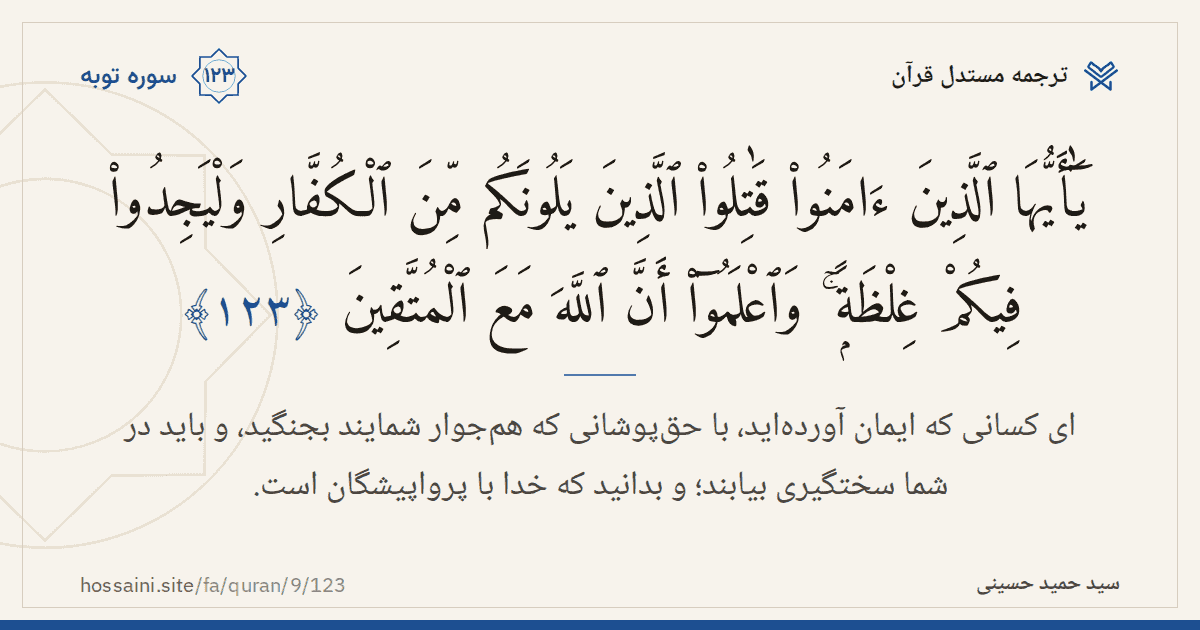 ترجمه مستدل قرآن
۱۲۳ سوره توبه
يَـٰٓأَيُّهَا ٱلَّذِينَ ءَامَنُوا۟ قَـٰتِلُوا۟ ٱلَّذِينَ يَلُونَكُم مِّنَ ٱلْكُفَّارِ وَلْيَجِدُوا۟
فِيكُمْ غِلْظَةًۭ ۚ وَٱعْلَمُوٓا۟ أَنَّ ٱللَّهَ مَعَ ٱلْمُتَّقِينَ ﴿١٢٣﴾
ای کسانی که ایمان آورده‌اید، با حق‌پوشانی که هم‌جوار شمایند بجنگید، و باید در
شما سختگیری بیابند؛ و بدانید که خدا با پرواپیشگان است.
سید حمید حسینی
hossaini.site/fa/quran/9/123